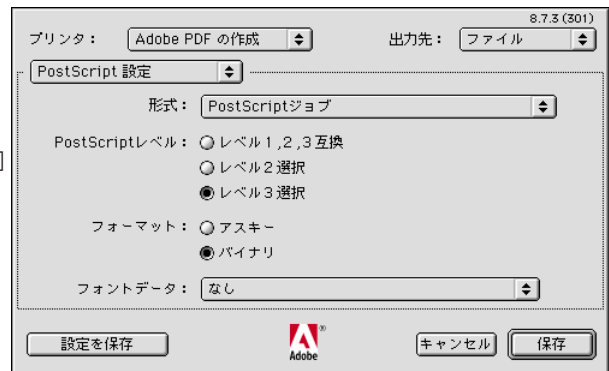 8.7.3 (301)
プリンタ： Adobe PDF の作成 出力先： ファイル
PostScript 設定
形式： PostScriptジョブ
PostScriptレベル： レベル1,2,3互換
レベル2選択
レベル3選択
フォーマット： アスキー
バイナリ
フォントデータ： なし
設定を保存 Adobe ® キャンセル 保存